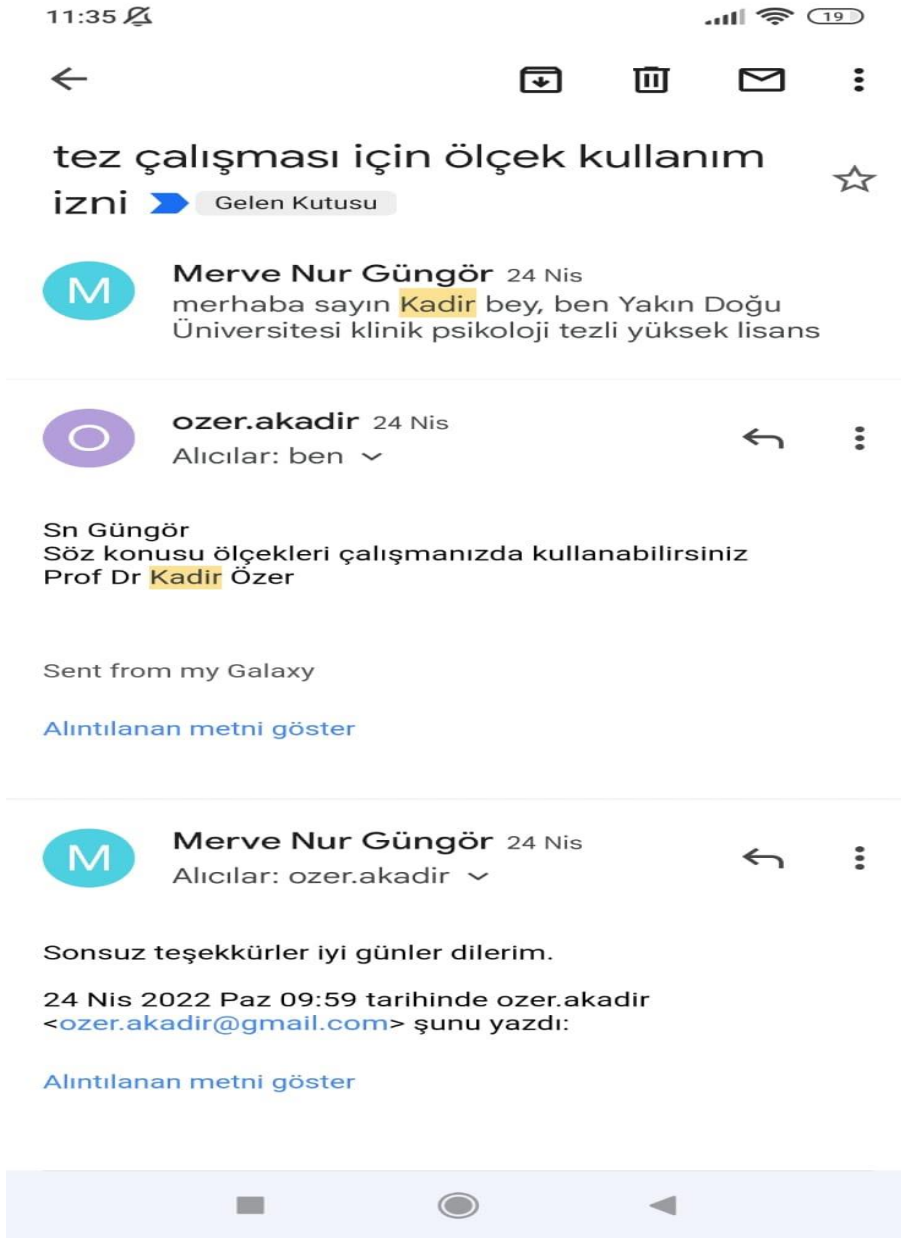 11:35
19
tez çalışması için ölçek kullanım
izni Gelen Kutusu
M
Merve Nur Güngör 24 Nis
merhaba sayın Kadir bey, ben Yakın Doğu
Üniversitesi klinik psikoloji tezli yüksek lisans
O
ozer.akadir 24 Nis
Alıcılar: ben
Sn Güngör
Söz konusu ölçekleri çalışmanızda kullanabilirsiniz
Prof Dr Kadir Özer
Sent from my Galaxy
Alıntılanan metni göster
M
Merve Nur Güngör 24 Nis
Alıcılar: ozer.akadir
Sonsuz teşekkürler iyi günler dilerim.
24 Nis 2022 Paz 09:59 tarihinde ozer.akadir
<ozer.akadir@gmail.com> şunu yazdı:
Alıntılanan metni göster